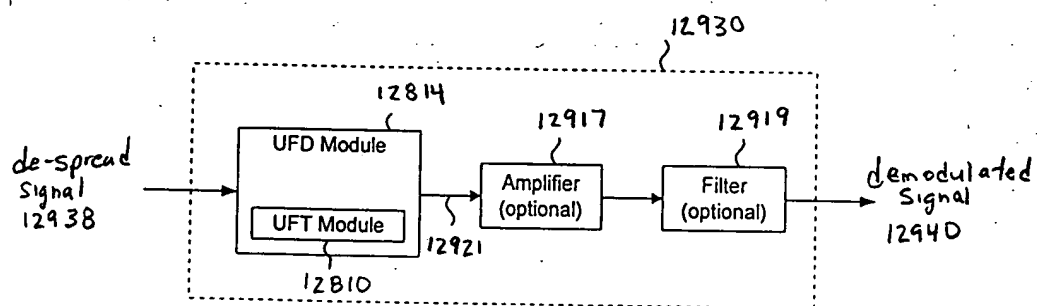 12930
12814
12917
12919
de-spread
signal
12938
UFD Module
UFT Module
12810
12921
Amplifier
(optional)
Filter
(optional)
demodulated
signal
12940